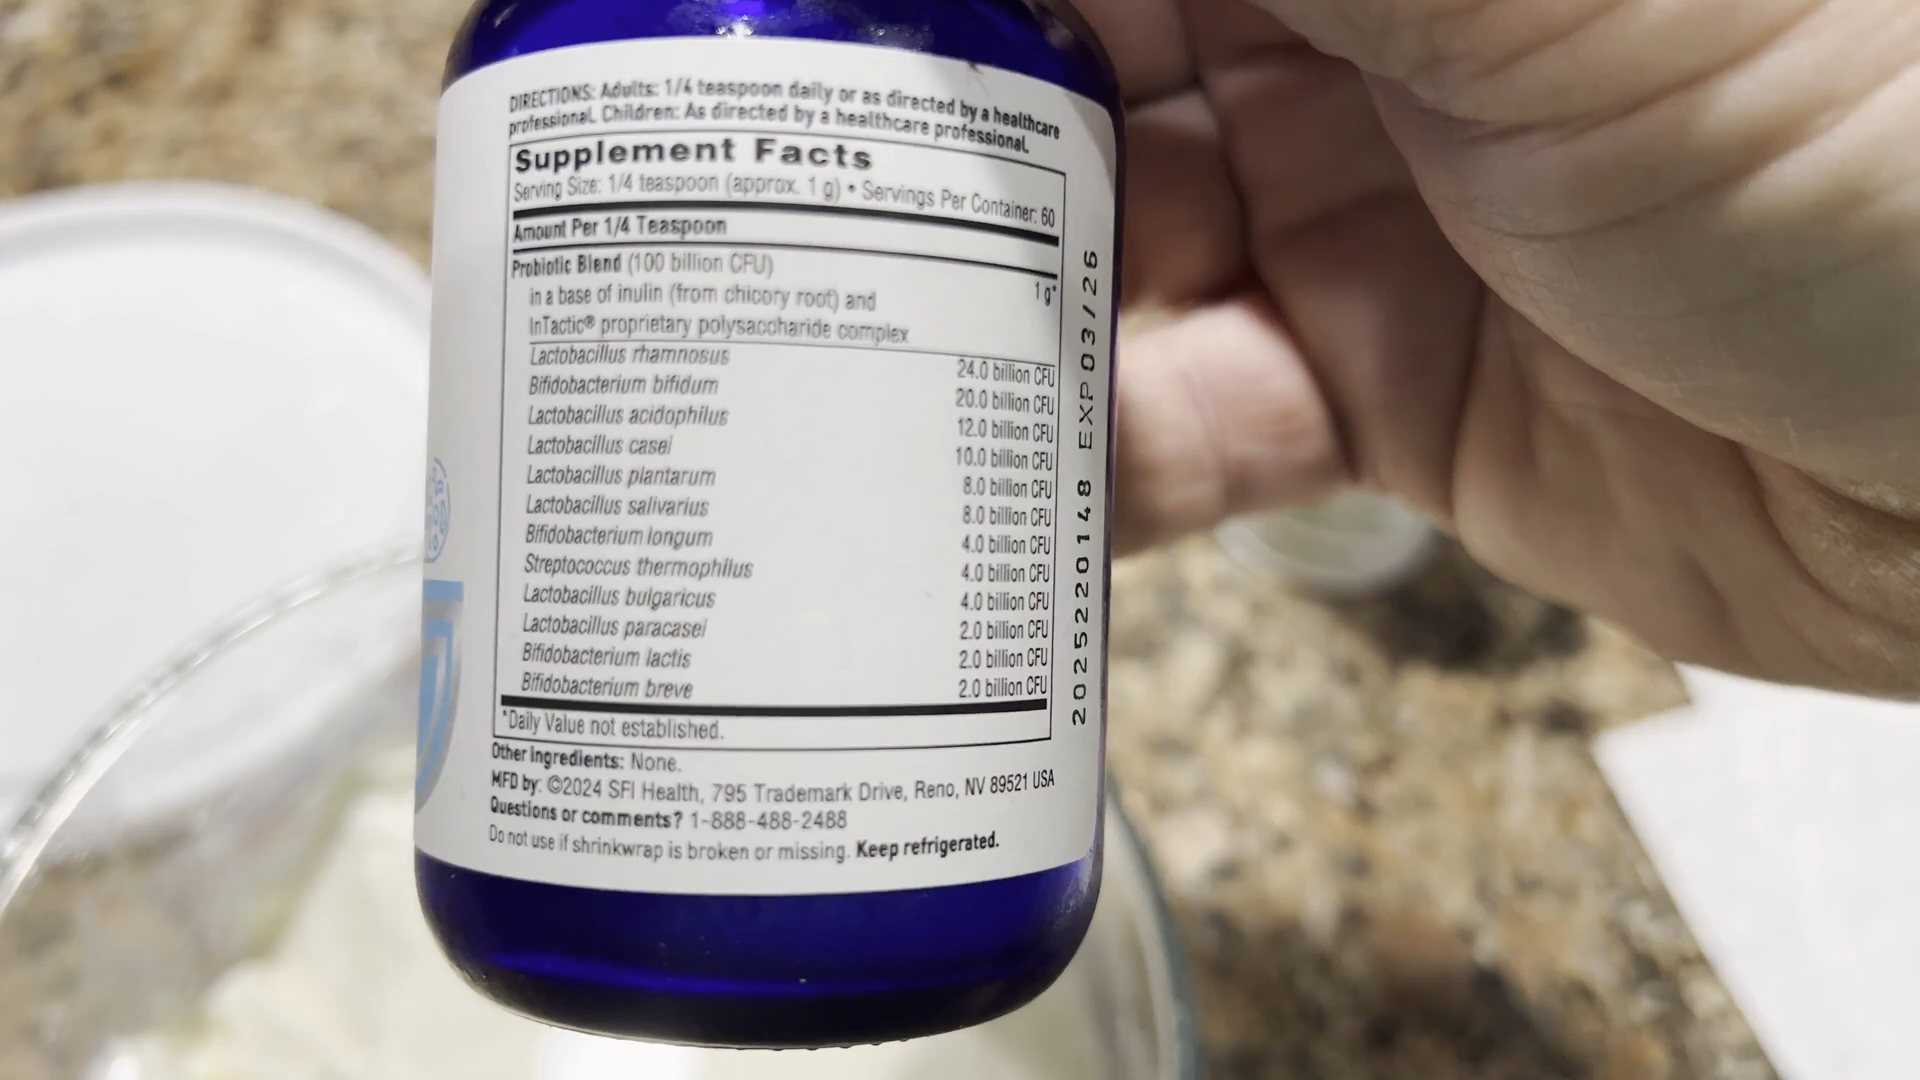 DIRECTIONS: Adults: 1/4 teaspoon daily or as directed by a healthcare
professional. Children: As directed by a healthcare professional.
Supplement Facts
Serving Size: 1/4 teaspoon (approx. 1 g) • Servings Per Container: 60
Amount Per 1/4 Teaspoon
Probiotic Blend (100 billion CFU) 1 g*
in a base of inulin (from chicory root) and
InTactic® proprietary polysaccharide complex
Lactobacillus rhamnosus 24.0 billion CFU
Bifidobacterium bifidum 20.0 billion CFU
Lactobacillus acidophilus 12.0 billion CFU
Lactobacillus casei 10.0 billion CFU
Lactobacillus plantarum 8.0 billion CFU
Lactobacillus salivarius 8.0 billion CFU
Bifidobacterium longum 4.0 billion CFU
Streptococcus thermophilus 4.0 billion CFU
Lactobacillus bulgaricus 4.0 billion CFU
Lactobacillus paracasei 2.0 billion CFU
Bifidobacterium lactis 2.0 billion CFU
Bifidobacterium breve 2.0 billion CFU
*Daily Value not established.
Other Ingredients: None.
MFD by: ©2024 SFI Health, 795 Trademark Drive, Reno, NV 89521 USA
Questions or comments? 1-888-488-2488
Do not use if shrinkwrap is broken or missing. Keep refrigerated.
2025220148 EXP03/26